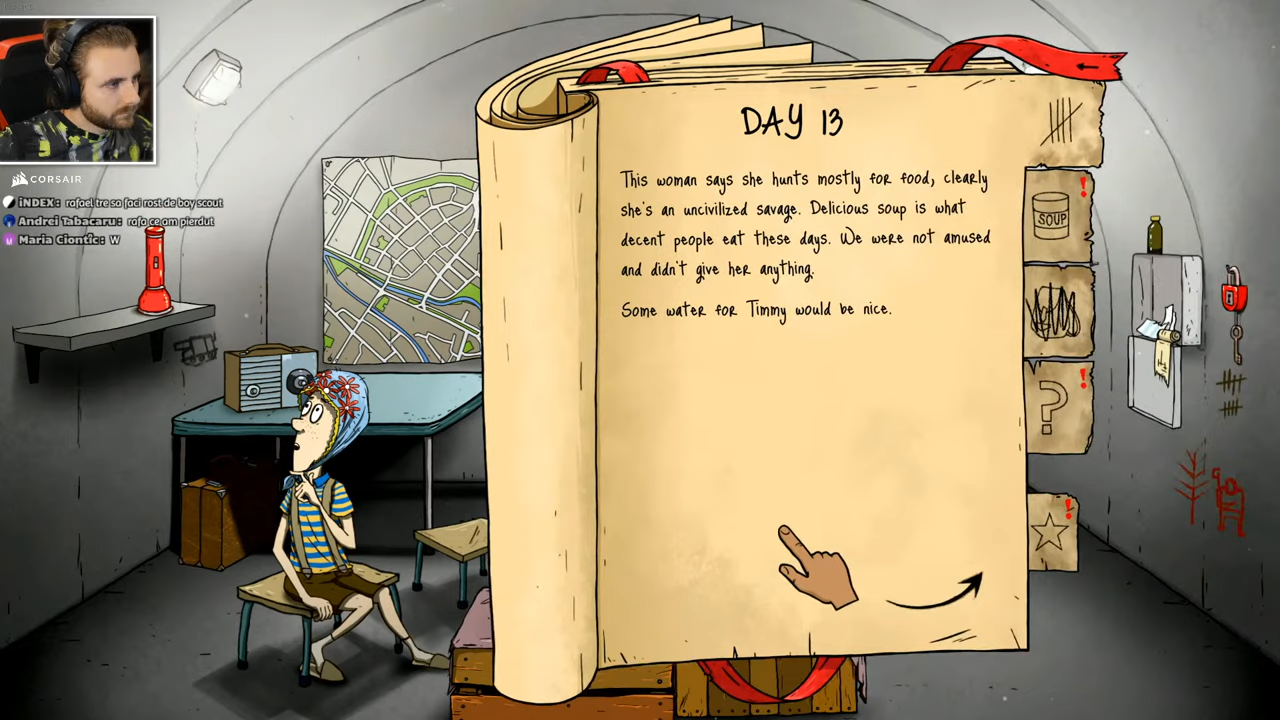 CORSAIR
iNDEX: rafael tre sa faci rost de boy scout
Andrei Tabacaru: rafa ce am pierdut
Maria Ciontic: W
DAY 13
This woman says she hunts mostly for food, clearly
she's an uncivilized savage. Delicious soup is what
decent people eat these days. We were not amused
and didn't give her anything.
Some water for Timmy would be nice.
!
SOUP
!
?
!